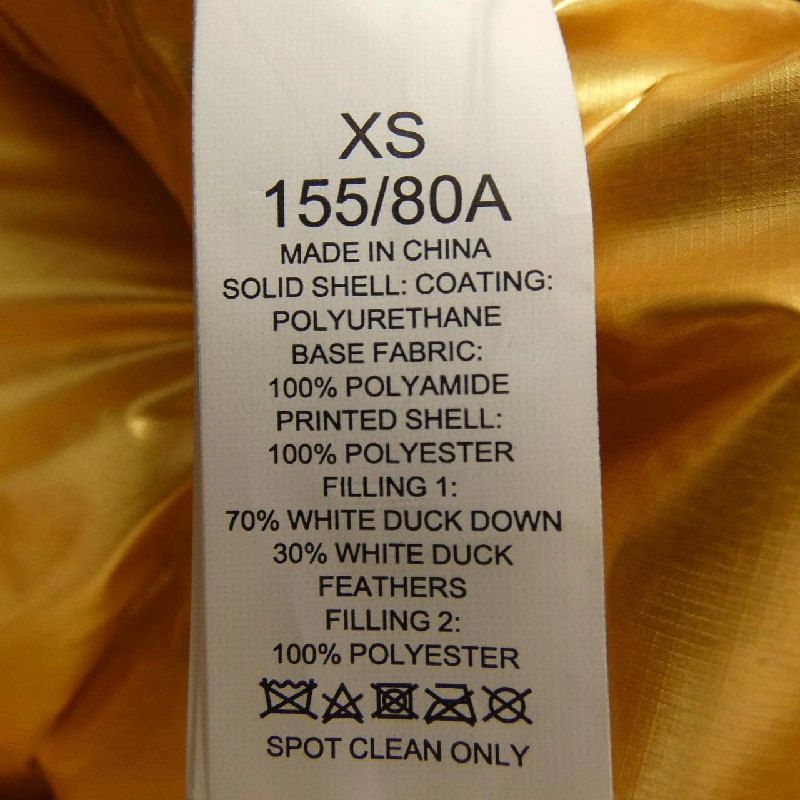 XS
155/80A
MADE IN CHINA
SOLID SHELL: COATING:
POLYURETHANE
BASE FABRIC:
100% POLYAMIDE
PRINTED SHELL:
100% POLYESTER
FILLING 1:
70% WHITE DUCK DOWN
30% WHITE DUCK
FEATHERS
FILLING 2:
100% POLYESTER
SPOT CLEAN ONLY